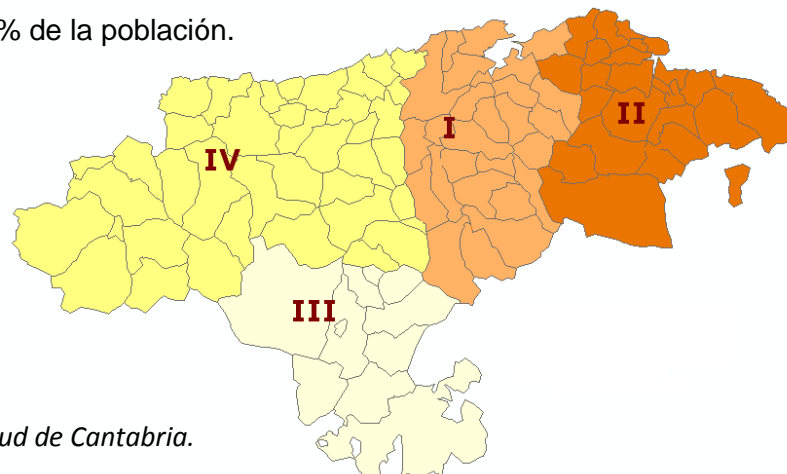 % de la población.
I
II
IV
III
ud de Cantabria.